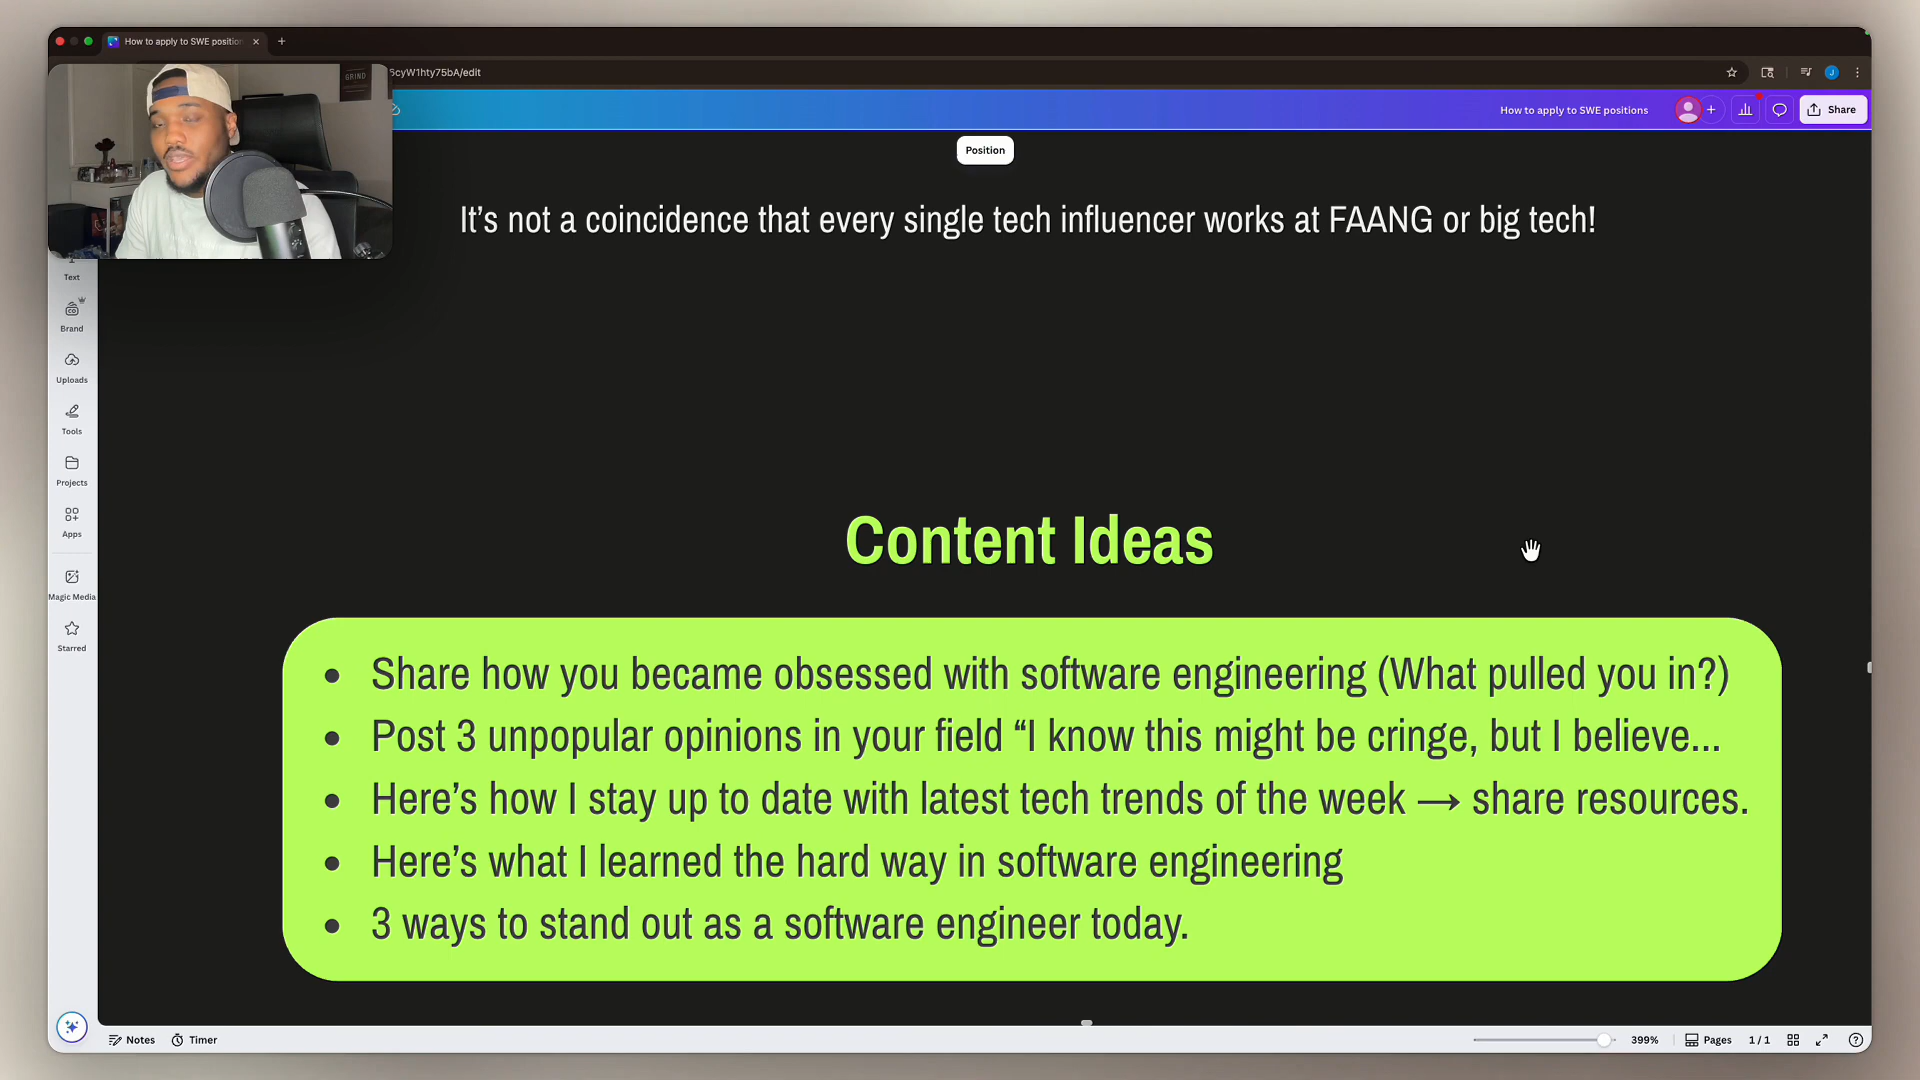 How to apply to SWE position
5cyW1hty75bA/edit
GRIND
How to apply to SWE positions
Share
Position
It's not a coincidence that every single tech influencer works at FAANG or big tech!
Text
Brand
Uploads
Tools
Projects
Apps
Magic Media
Starred
Content Ideas
• Share how you became obsessed with software engineering (What pulled you in?)
• Post 3 unpopular opinions in your field “I know this might be cringe, but I believe...
• Here's how I stay up to date with latest tech trends of the week → share resources.
• Here's what I learned the hard way in software engineering
• 3 ways to stand out as a software engineer today.
Notes
Timer
399%
Pages
1 / 1